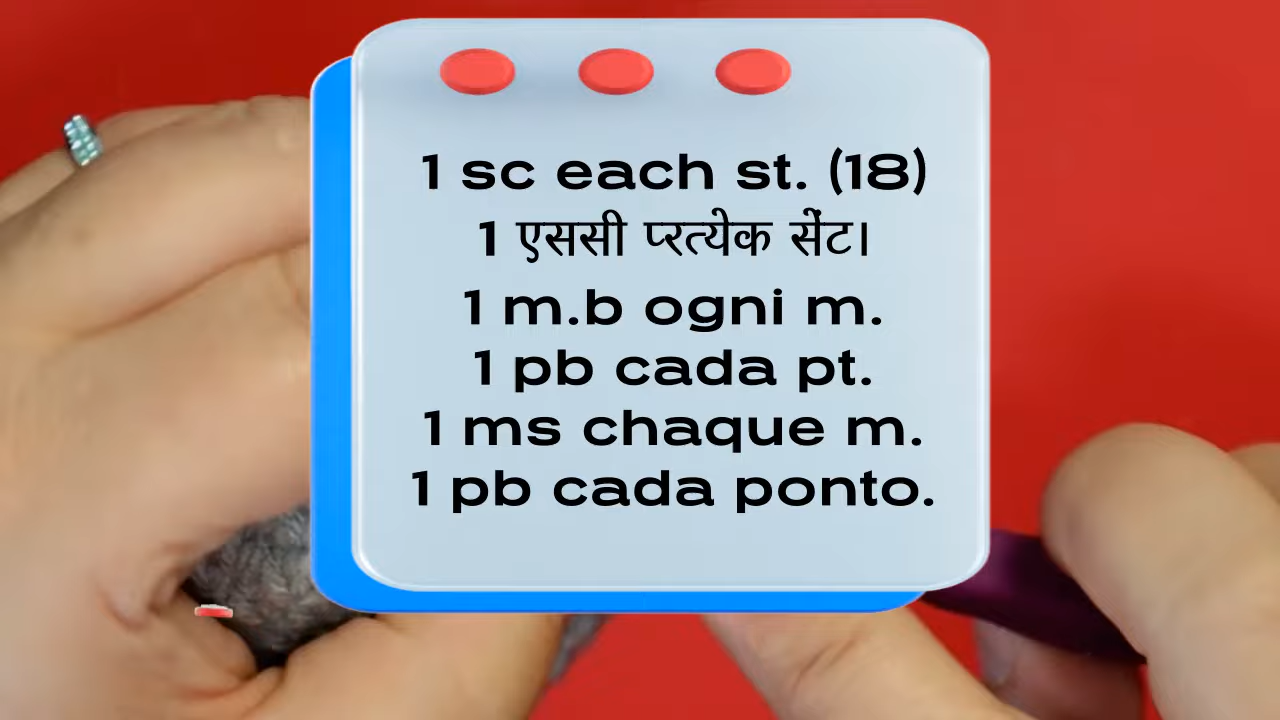 1 sc each st. (18)
1 एससी प्रत्येक सेंट।
1 m.b ogni m.
1 pb cada pt.
1 ms chaque m.
1 pb cada ponto.